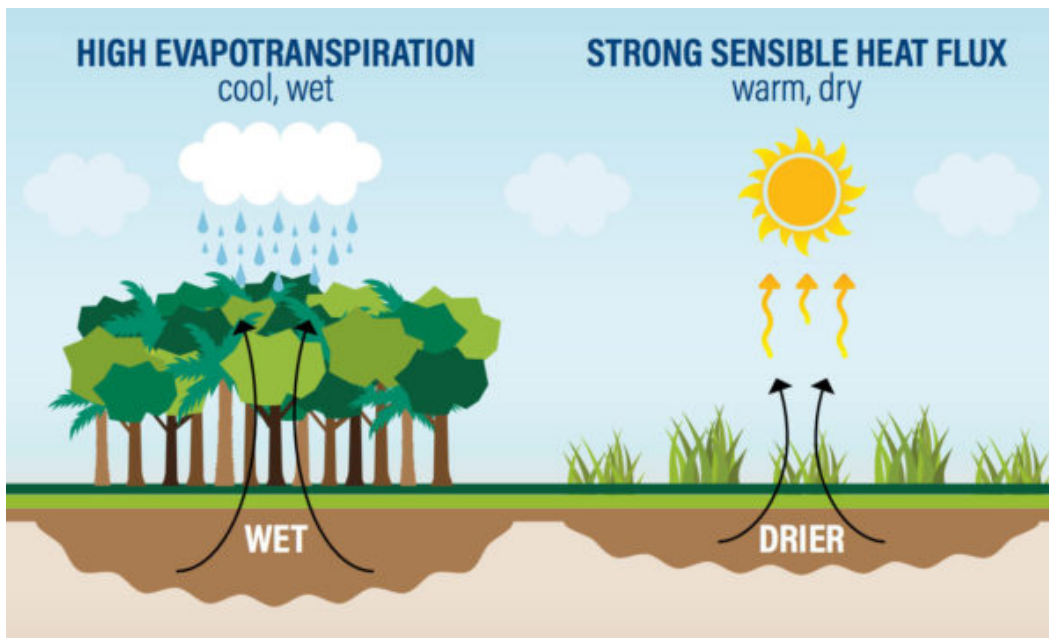 HIGH EVAPOTRANSPIRATION
cool, wet
STRONG SENSIBLE HEAT FLUX
warm, dry
WET
DRIER